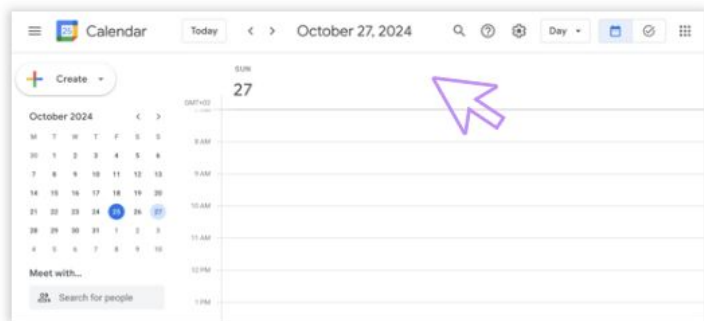 25 Calendar Today < > October 27, 2024 Day
Create
SUN
27
GMT+02
October 2024 < >
M T W T F S S
30 1 2 3 4 5 6
7 8 9 10 11 12 13
14 15 16 17 18 19 20
21 22 23 24 25 26 27
28 29 30 31 1 2 3
4 5 6 7 8 9 10
Meet with...
Search for people
8 AM
9 AM
10 AM
11 AM
12 PM
1 PM